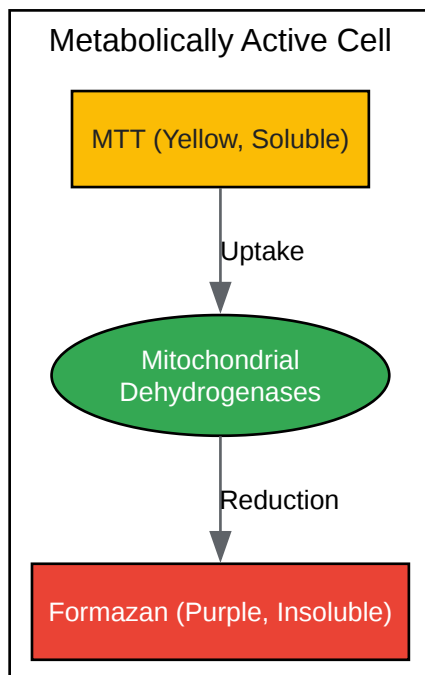 Metabolically Active Cell
MTT (Yellow, Soluble)
Uptake
Mitochondrial
Dehydrogenases
Reduction
Formazan (Purple, Insoluble)